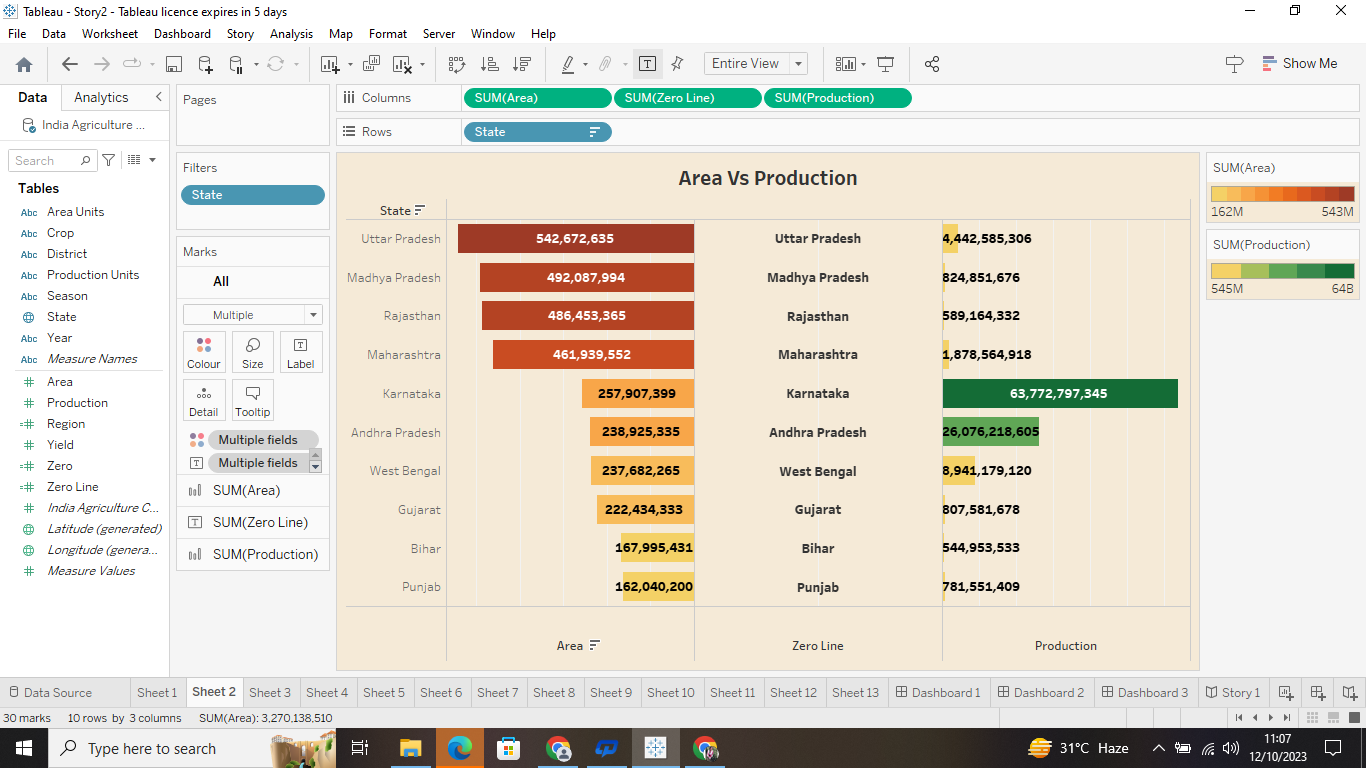 Tableau - Story2 - Tableau licence expires in 5 days
File Data Worksheet Dashboard Story Analysis Map Format Server Window Help
Entire View
Show Me
Data Analytics
India Agriculture ...
Search
Tables
Abc Area Units
Abc Crop
Abc District
Abc Production Units
Abc Season
State
Abc Year
Abc Measure Names
# Area
# Production
=# Region
# Yield
=# Zero
=# Zero Line
# India Agriculture C...
Latitude (generated)
Longitude (genera...
# Measure Values
Pages
Filters
State
Marks
All
Multiple
Colour Size Label
Detail Tooltip
Multiple fields
Multiple fields
SUM(Area)
SUM(Zero Line)
SUM(Production)
Columns SUM(Area) SUM(Zero Line) SUM(Production)
Rows State
Area Vs Production
State
Uttar Pradesh 542,672,635 Uttar Pradesh 4,442,585,306
Madhya Pradesh 492,087,994 Madhya Pradesh 824,851,676
Rajasthan 486,453,365 Rajasthan 589,164,332
Maharashtra 461,939,552 Maharashtra 1,878,564,918
Karnataka 257,907,399 Karnataka 63,772,797,345
Andhra Pradesh 238,925,335 Andhra Pradesh 26,076,218,605
West Bengal 237,682,265 West Bengal 8,941,179,120
Gujarat 222,434,333 Gujarat 807,581,678
Bihar 167,995,431 Bihar 544,953,533
Punjab 162,040,200 Punjab 781,551,409
Area Zero Line Production
SUM(Area)
162M 543M
SUM(Production)
545M 64B
Data Source Sheet 1 Sheet 2 Sheet 3 Sheet 4 Sheet 5 Sheet 6 Sheet 7 Sheet 8 Sheet 9 Sheet 10 Sheet 11 Sheet 12 Sheet 13 Dashboard 1 Dashboard 2 Dashboard 3 Story 1
30 marks 10 rows by 3 columns SUM(Area): 3,270,138,510
Type here to search
31°C Haze
11:07
12/10/2023